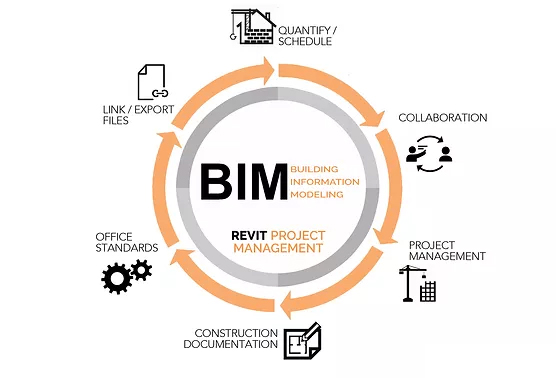 QUANTIFY /
SCHEDULE
LINK / EXPORT
FILES
COLLABORATION
BIM
BUILDING
INFORMATION
MODELING
REVIT PROJECT
MANAGEMENT
OFFICE
STANDARDS
PROJECT
MANAGEMENT
CONSTRUCTION
DOCUMENTATION